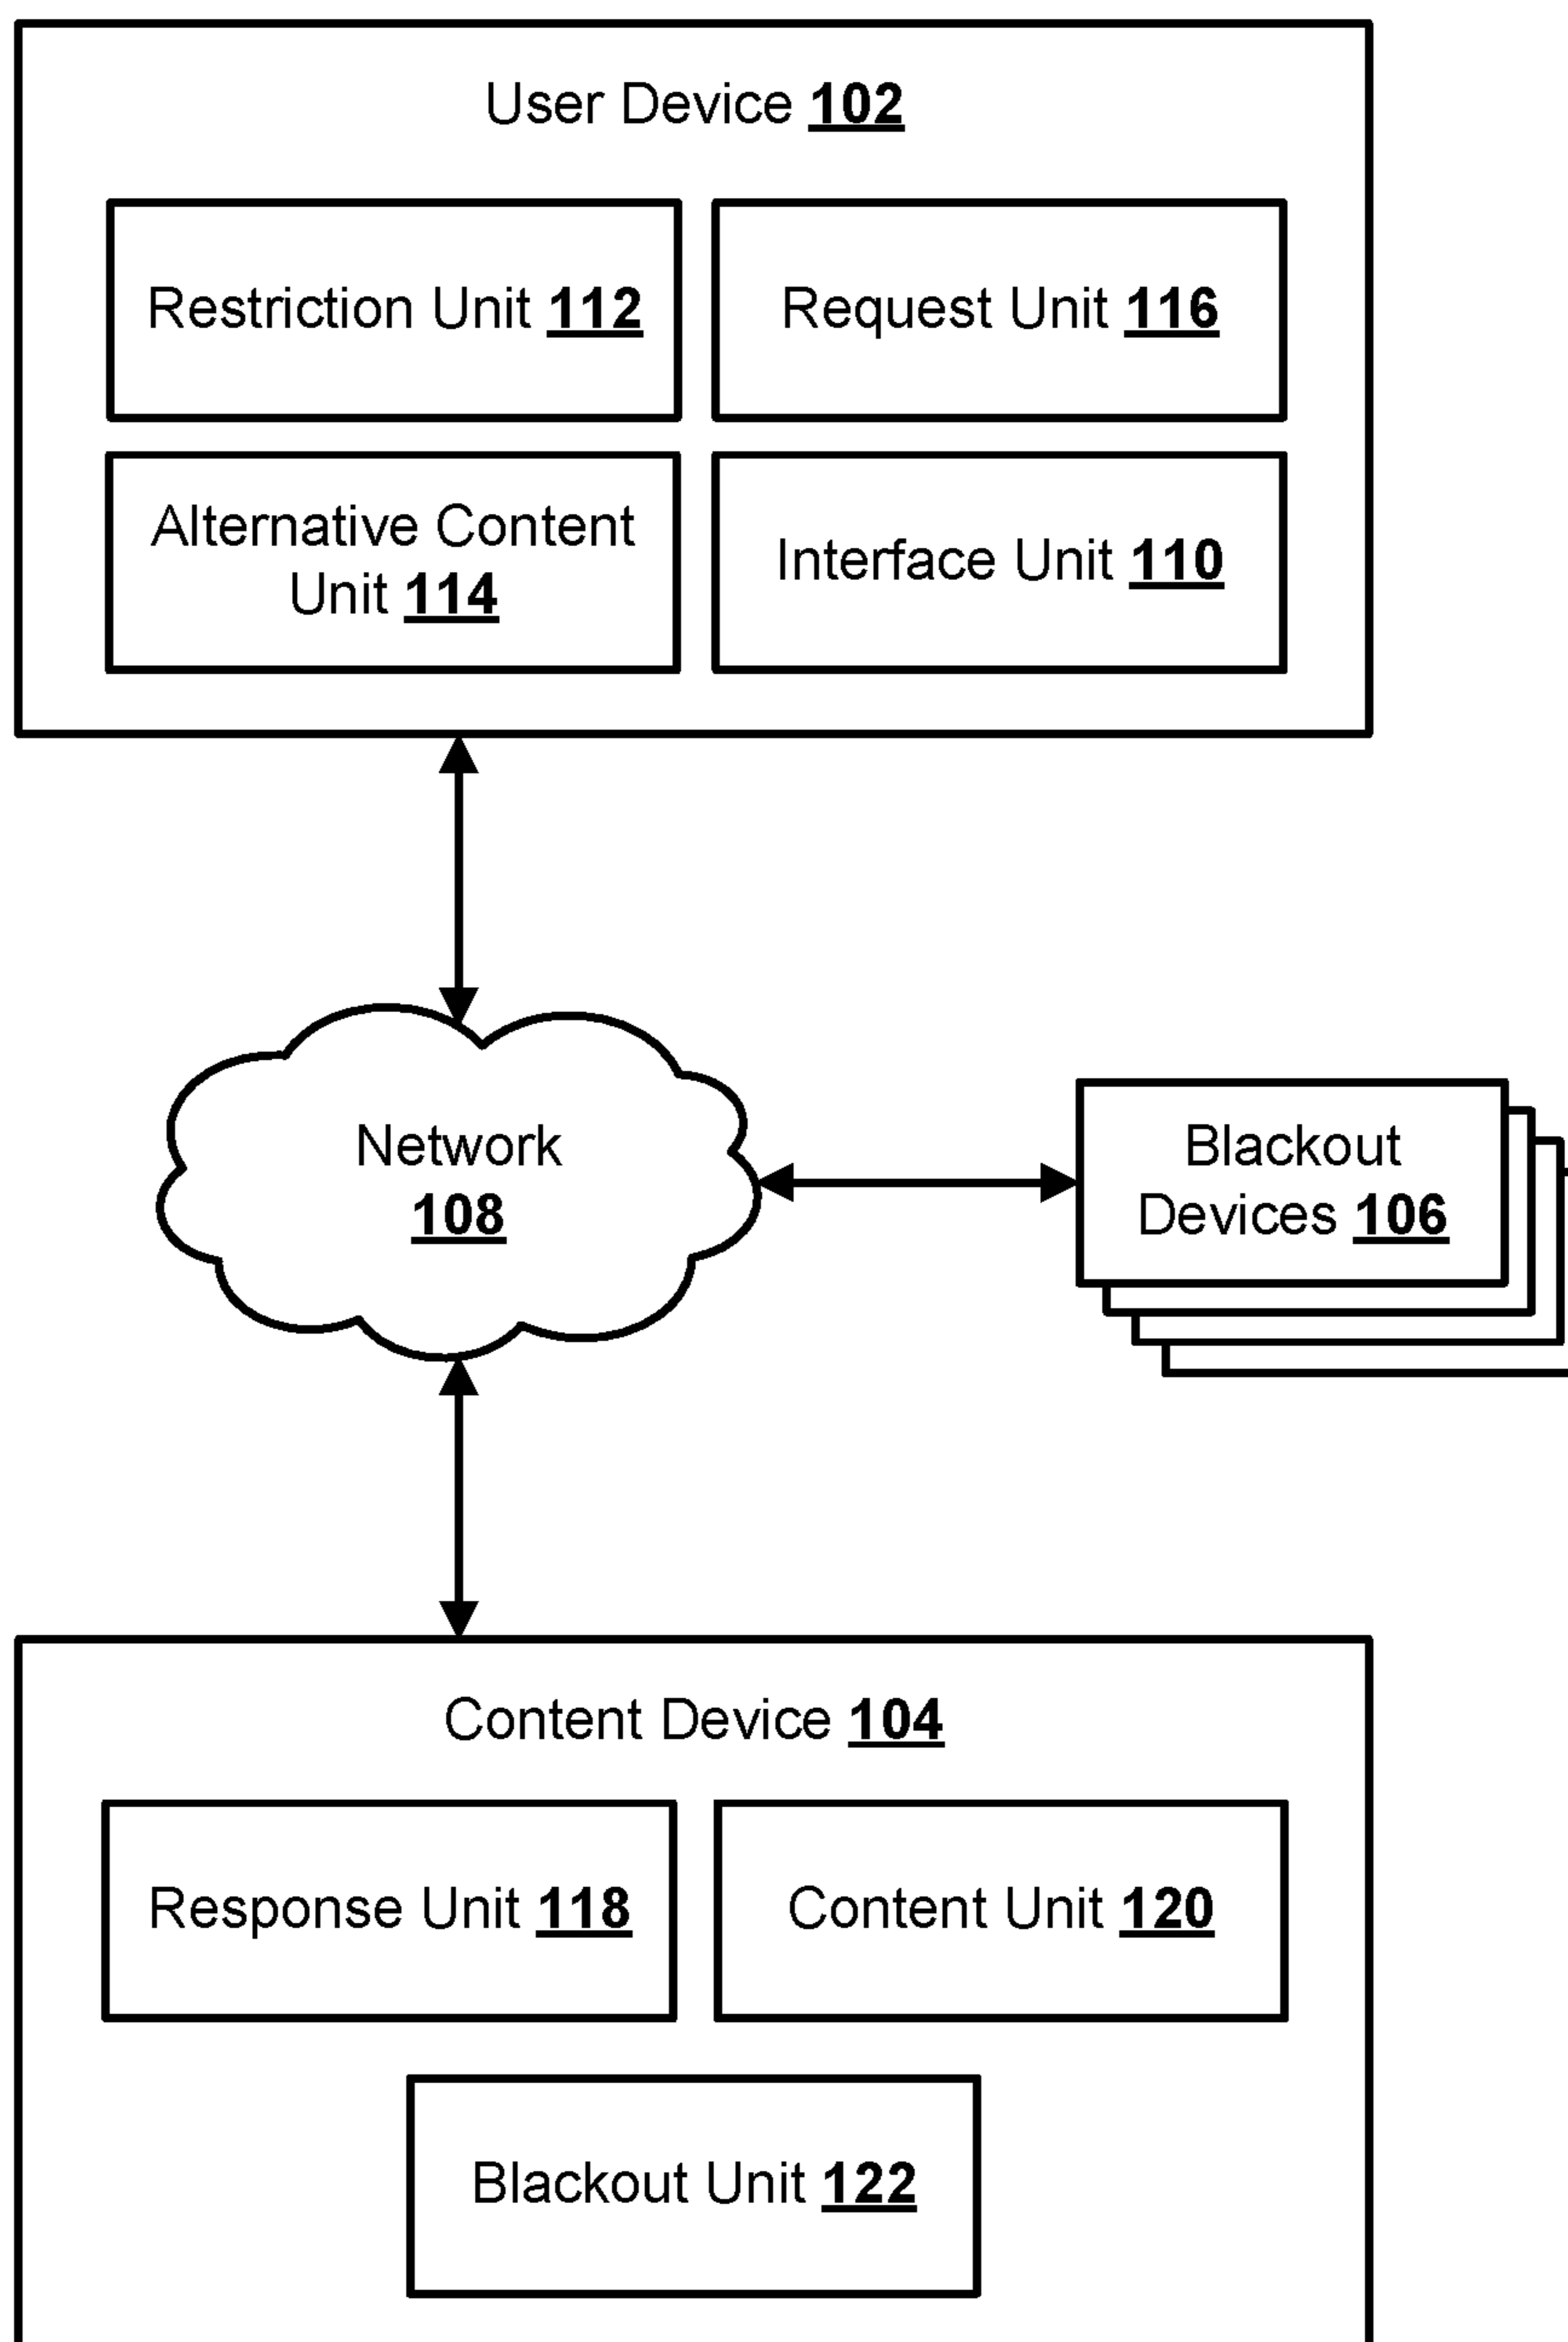 User Device 102
Restriction Unit 112
Request Unit 116
Alternative Content
Unit 114
Interface Unit 110
Network
108
Blackout
Devices 106
Content Device 104
Response Unit 118
Content Unit 120
Blackout Unit 122